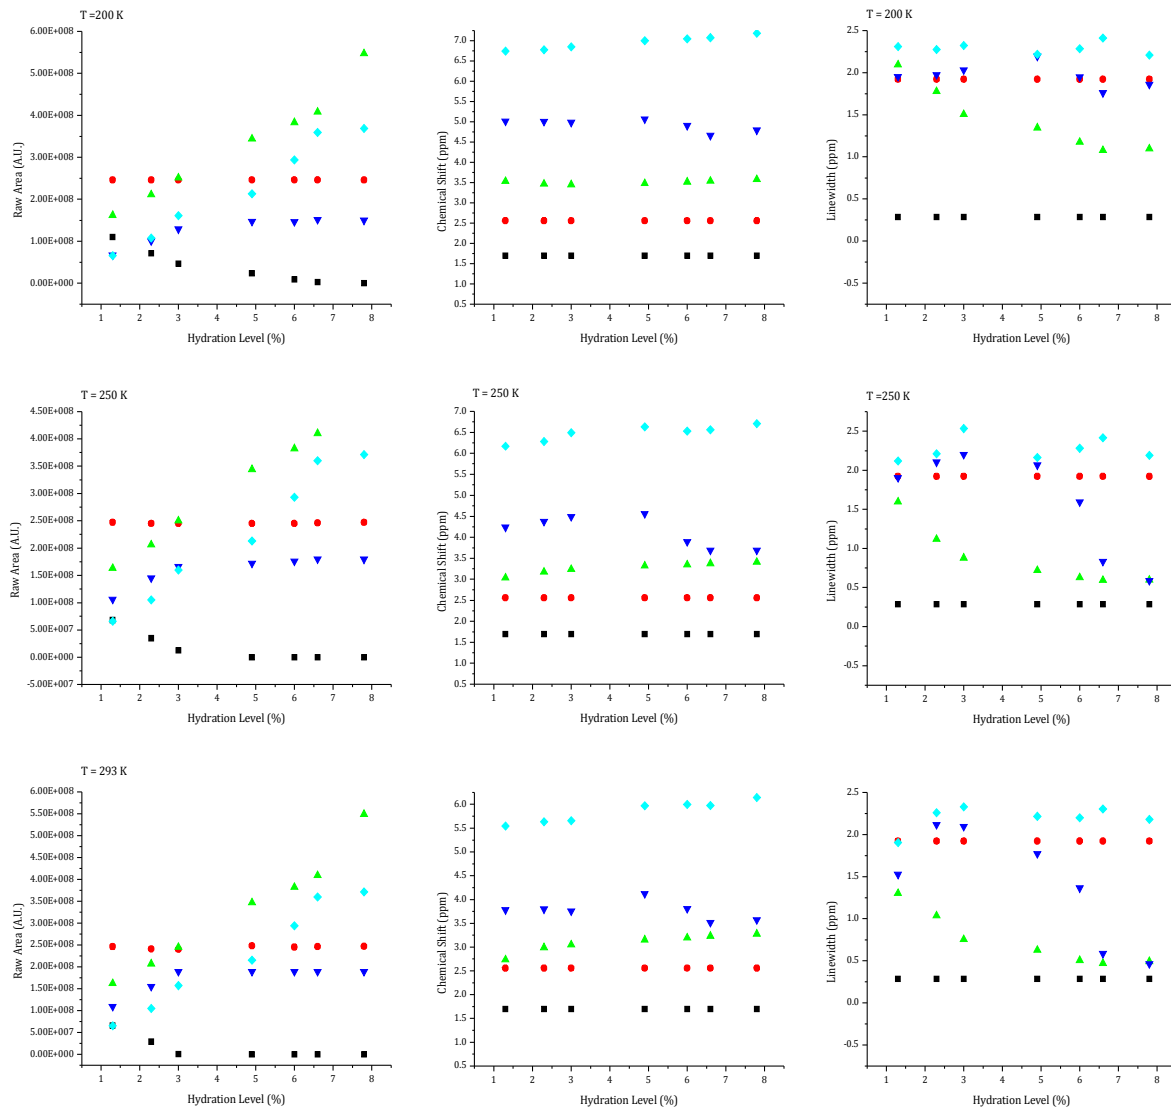 T =200 K
6.00E+008
5.00E+008
4.00E+008
3.00E+008
2.00E+008
1.00E+008
0.00E+000
Raw Area (A.U.)
1 2 3 4 5 6 7 8
Hydration Level (%)
7.0
6.5
6.0
5.5
5.0
4.5
4.0
3.5
3.0
2.5
2.0
1.5
1.0
0.5
Chemical Shift (ppm)
1 2 3 4 5 6 7 8
Hydration Level (%)
T = 200 K
2.5
2.0
1.5
1.0
0.5
0.0
-0.5
Linewidth (ppm)
1 2 3 4 5 6 7 8
Hydration Level (%)
T = 250 K
4.50E+008
4.00E+008
3.50E+008
3.00E+008
2.50E+008
2.00E+008
1.50E+008
1.00E+008
5.00E+007
0.00E+000
-5.00E+007
Raw Area (A.U.)
1 2 3 4 5 6 7 8
Hydration Level (%)
T = 250 K
7.0
6.5
6.0
5.5
5.0
4.5
4.0
3.5
3.0
2.5
2.0
1.5
1.0
0.5
Chemical Shift (ppm)
1 2 3 4 5 6 7 8
Hydration Level (%)
T =250 K
2.5
2.0
1.5
1.0
0.5
0.0
-0.5
Linewidth (ppm)
1 2 3 4 5 6 7 8
Hydration Level (%)
T = 293 K
6.00E+008
5.50E+008
5.00E+008
4.50E+008
4.00E+008
3.50E+008
3.00E+008
2.50E+008
2.00E+008
1.50E+008
1.00E+008
5.00E+007
0.00E+000
Raw Area (A.U.)
1 2 3 4 5 6 7 8
Hydration Level (%)
6.0
5.5
5.0
4.5
4.0
3.5
3.0
2.5
2.0
1.5
1.0
0.5
Chemical Shift (ppm)
1 2 3 4 5 6 7 8
Hydration Level (%)
2.5
2.0
1.5
1.0
0.5
0.0
-0.5
Linewidth (ppm)
1 2 3 4 5 6 7 8
Hydration Level (%)